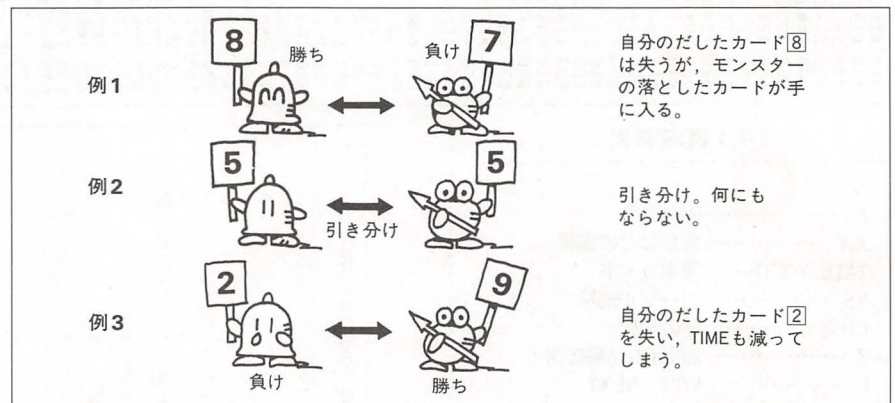 例1
8
勝ち
負け
7
自分のだしたカード8
は失うが，モンスター
の落としたカードが手
に入る。
例2
5
引き分け
5
引き分け。何にも
ならない。
例3
2
負け
9
勝ち
自分のだしたカード2
を失い，TIMEも減って
しまう。